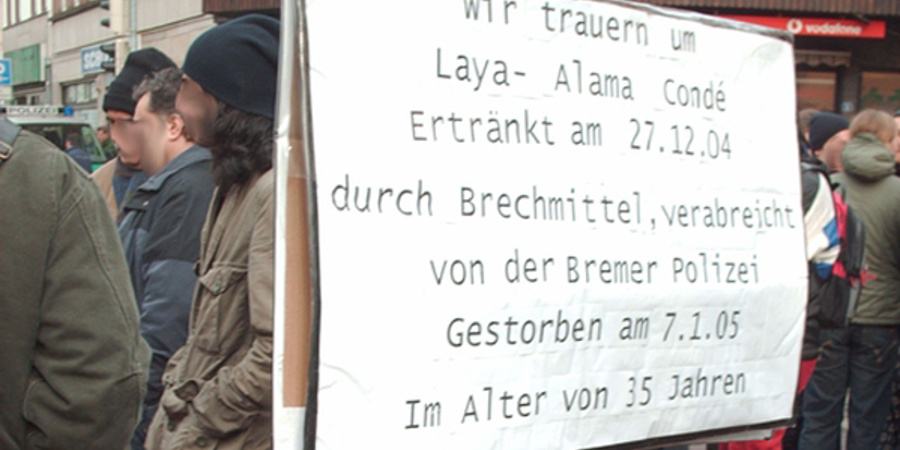 wir trauern um
Laya- Alama Condé
Ertränkt am 27.12.04
durch Brechmittel, verabreicht
von der Bremer Polizei
Gestorben am 7.1.05
Im Alter von 35 Jahren
vodafone
POLIZEI